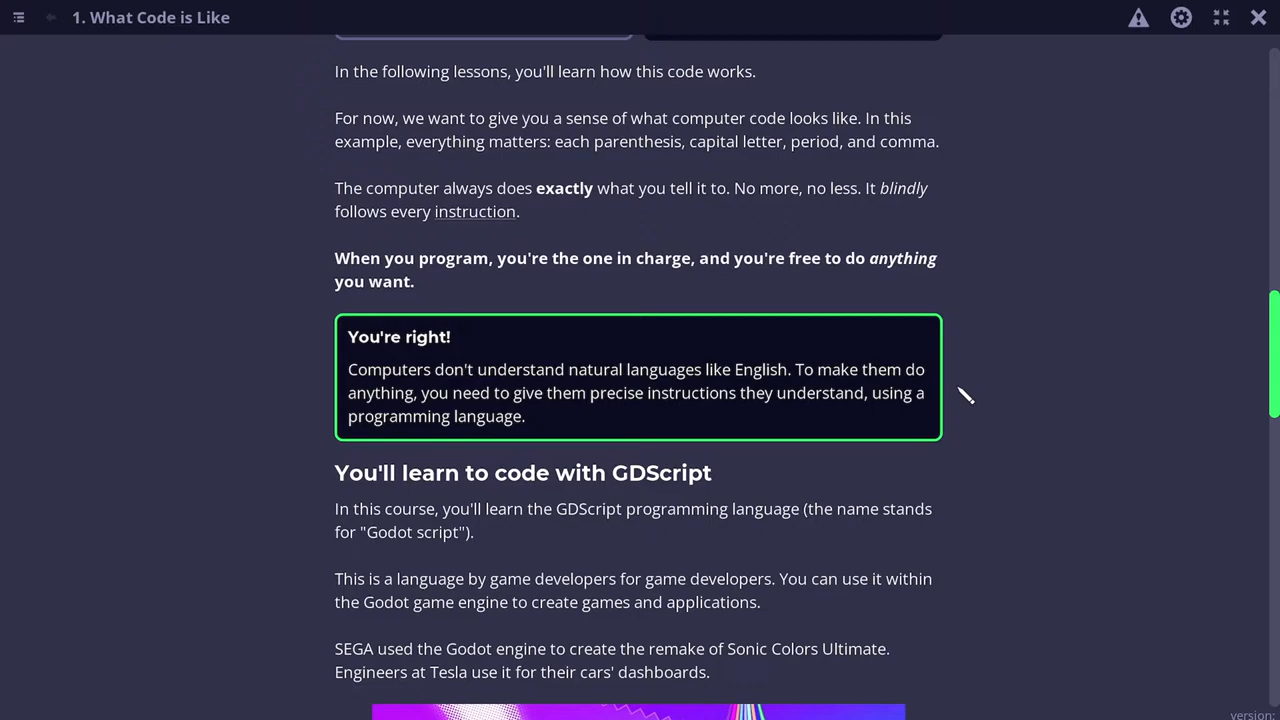 1. What Code is Like
In the following lessons, you'll learn how this code works.
For now, we want to give you a sense of what computer code looks like. In this
example, everything matters: each parenthesis, capital letter, period, and comma.
The computer always does exactly what you tell it to. No more, no less. It blindly
follows every instruction.
When you program, you're the one in charge, and you're free to do anything
you want.
You're right!
Computers don't understand natural languages like English. To make them do
anything, you need to give them precise instructions they understand, using a
programming language.
You'll learn to code with GDScript
In this course, you'll learn the GDScript programming language (the name stands
for "Godot script").
This is a language by game developers for game developers. You can use it within
the Godot game engine to create games and applications.
SEGA used the Godot engine to create the remake of Sonic Colors Ultimate.
Engineers at Tesla use it for their cars' dashboards.
version: